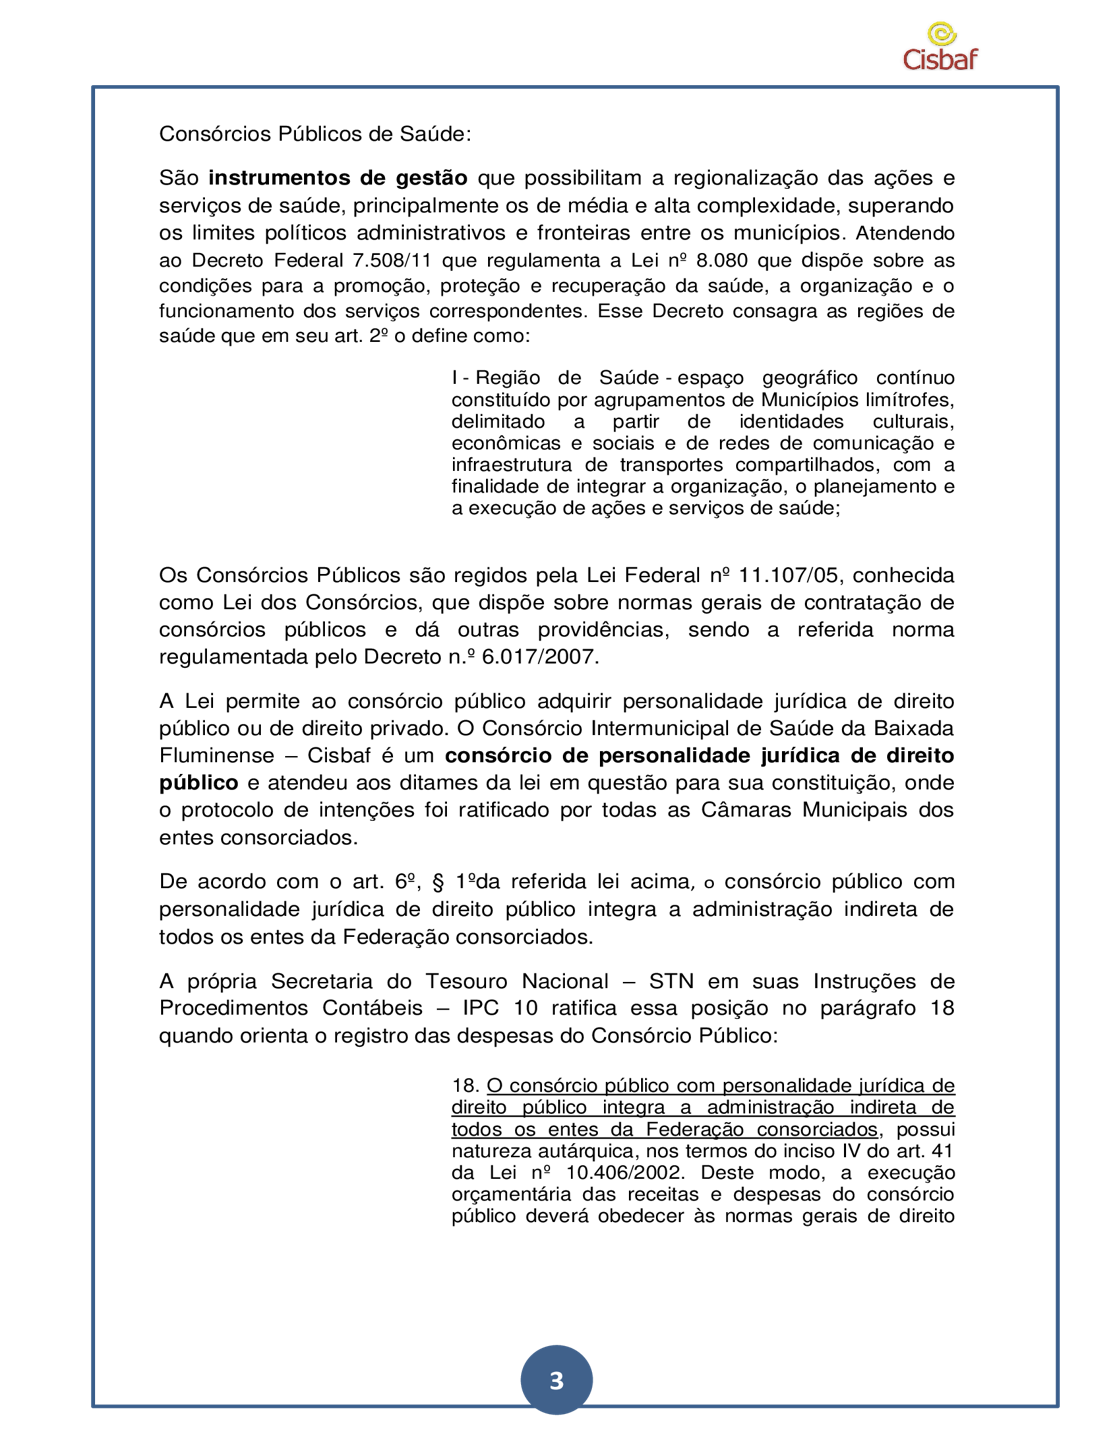 Cisbaf
Consórcios Públicos de Saúde:
São instrumentos de gestão que possibilitam a regionalização das ações e
serviços de saúde, principalmente os de média e alta complexidade, superando
os limites políticos administrativos e fronteiras entre os municípios. Atendendo
ao Decreto Federal 7.508/11 que regulamenta a Lei nº 8.080 que dispõe sobre as
condições para a promoção, proteção e recuperação da saúde, a organização e o
funcionamento dos serviços correspondentes. Esse Decreto consagra as regiões de
saúde que em seu art. 2º o define como:
I - Região de Saúde - espaço geográfico contínuo
constituído por agrupamentos de Municípios limítrofes,
delimitado a partir de identidades culturais,
econômicas e sociais e de redes de comunicação e
infraestrutura de transportes compartilhados, com a
finalidade de integrar a organização, o planejamento e
a execução de ações e serviços de saúde;
Os Consórcios Públicos são regidos pela Lei Federal nº 11.107/05, conhecida
como Lei dos Consórcios, que dispõe sobre normas gerais de contratação de
consórcios públicos e dá outras providências, sendo a referida norma
regulamentada pelo Decreto n.º 6.017/2007.
A Lei permite ao consórcio público adquirir personalidade jurídica de direito
público ou de direito privado. O Consórcio Intermunicipal de Saúde da Baixada
Fluminense – Cisbaf é um consórcio de personalidade jurídica de direito
público e atendeu aos ditames da lei em questão para sua constituição, onde
o protocolo de intenções foi ratificado por todas as Câmaras Municipais dos
entes consorciados.
De acordo com o art. 6º, § 1ºda referida lei acima, o consórcio público com
personalidade jurídica de direito público integra a administração indireta de
todos os entes da Federação consorciados.
A própria Secretaria do Tesouro Nacional – STN em suas Instruções de
Procedimentos Contábeis – IPC 10 ratifica essa posição no parágrafo 18
quando orienta o registro das despesas do Consórcio Público:
18. O consórcio público com personalidade jurídica de
direito público integra a administração indireta de
todos os entes da Federação consorciados, possui
natureza autárquica, nos termos do inciso IV do art. 41
da Lei nº 10.406/2002. Deste modo, a execução
orçamentária das receitas e despesas do consórcio
público deverá obedecer às normas gerais de direito
3